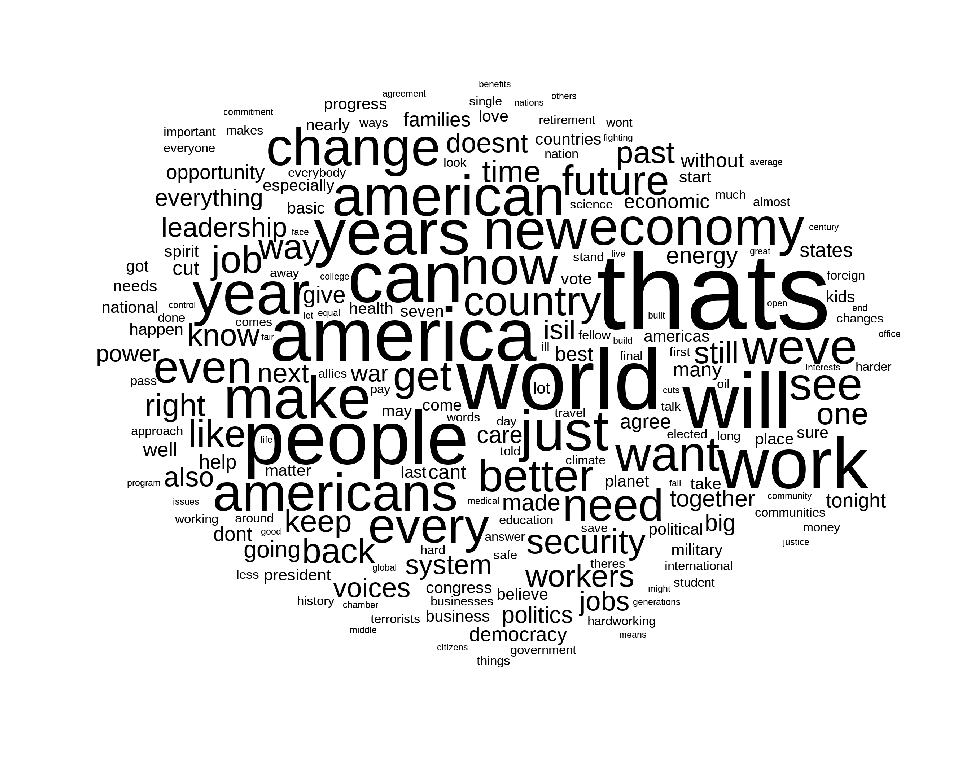 benefits
agreement others
progress single nations
commitment nearly ways families love retirement wont
important makes change doesnt countries fighting
everyone look nation past without average
opportunity everybody time future start
everything especially american science economic much almost
basic
leadership face years new economy century
spirit way stand five energy great states
got cut job away college can now vote thats foreign
needs year give country kids
national control let equal health seven built open end
done comes america isil fellow build americas changes
happen know fair office
power even ill best final first still weve interests harder
pass next allies war get world lot many oil see
right make pay cuts will one
may come words travel talk
approach like people life day just agree elected long place sure
well care told want work
help matter last cant climate
program also better planet fall take
issues americans medical made need together community tonight
working around keep every education communities
dont good answer save political big money
going back hard safe security justice
global system theres military
less president workers international
voices congress believe might student
history chamber businesses jobs generations
terrorists business politics hardworking
middle democracy means
citizens government
things